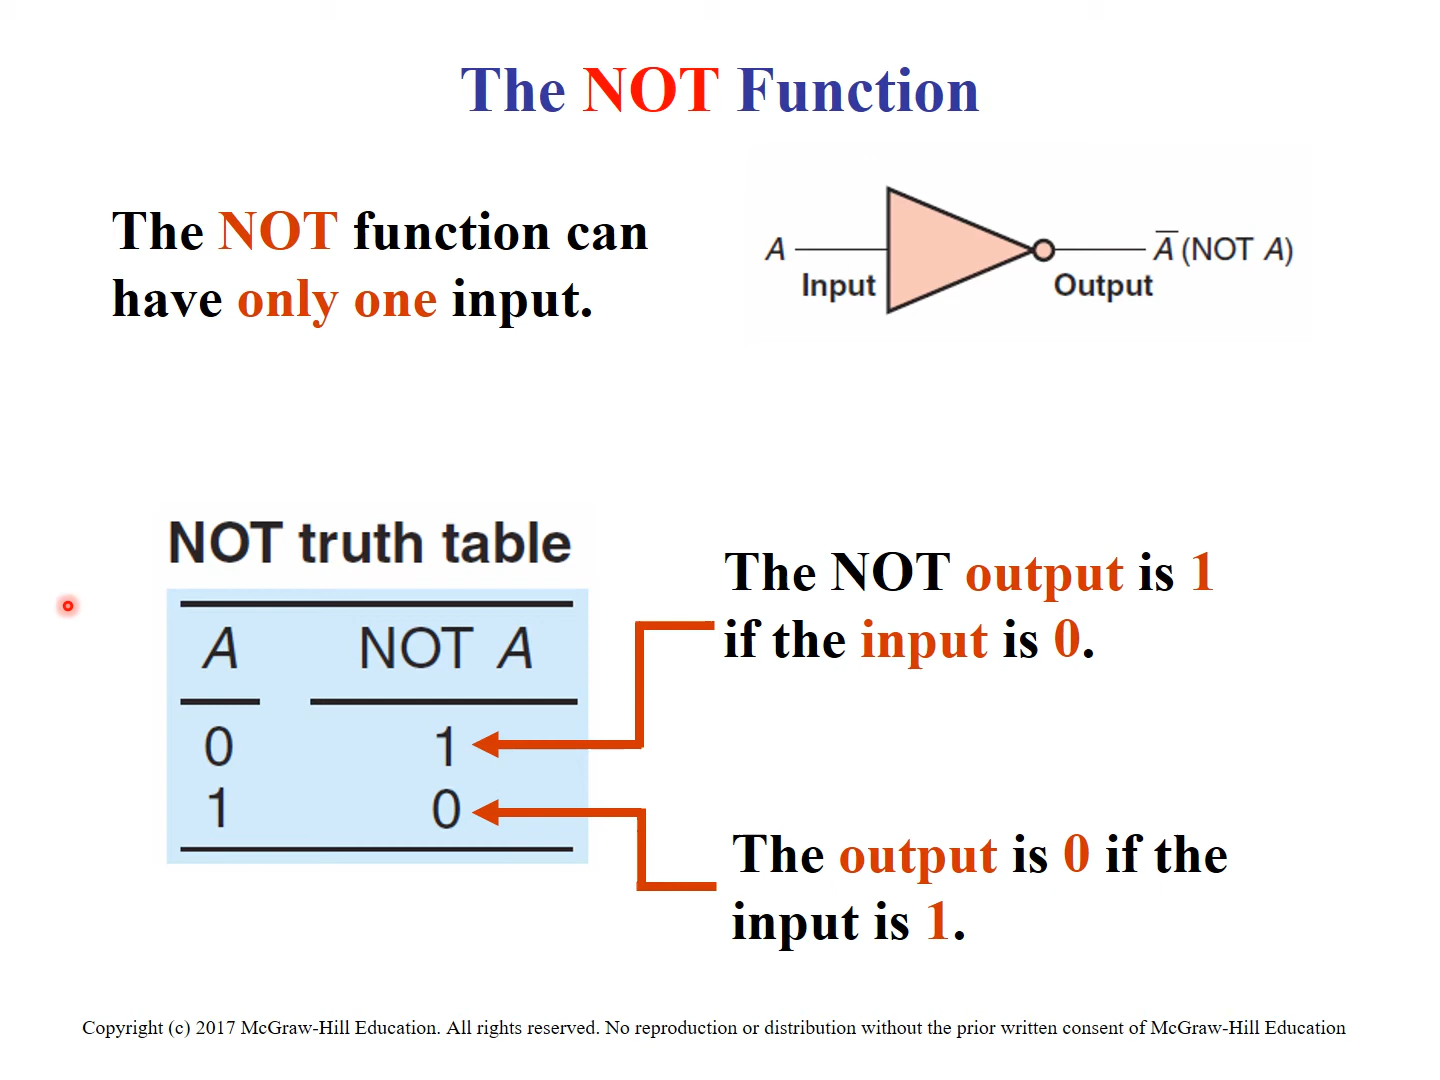 The NOT Function
The NOT function can
have only one input.
A
Input
Output
A̅ (NOT A)
NOT truth table
A NOT A
0 1
1 0
The NOT output is 1
if the input is 0.
The output is 0 if the
input is 1.
Copyright (c) 2017 McGraw-Hill Education. All rights reserved. No reproduction or distribution without the prior written consent of McGraw-Hill Education